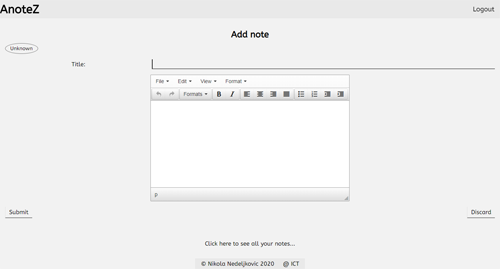 AnoteZ
Logout
Add note
Unknown
Title:
File Edit View Format
Formats B I
p
Submit
Discard
Click here to see all your notes...
© Nikola Nedeljkovic 2020 @ ICT